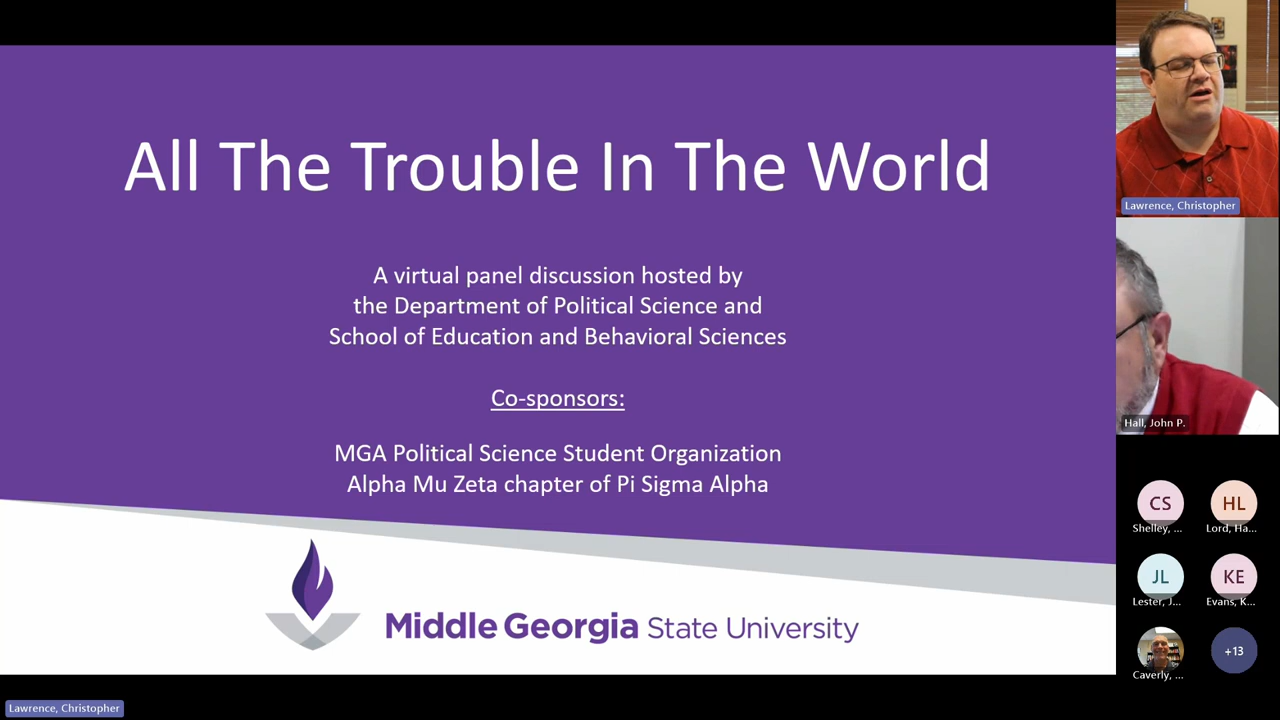 All The Trouble In The World
A virtual panel discussion hosted by
the Department of Political Science and
School of Education and Behavioral Sciences
Co-sponsors:
MGA Political Science Student Organization
Alpha Mu Zeta chapter of Pi Sigma Alpha
Middle Georgia State University
Lawrence, Christopher
Lawrence, Christopher
Hall, John P.
CS
HL
Shelley, ...
Lord, Ha...
JL
KE
Lester, J...
Evans, K...
+13
Caverly, ...